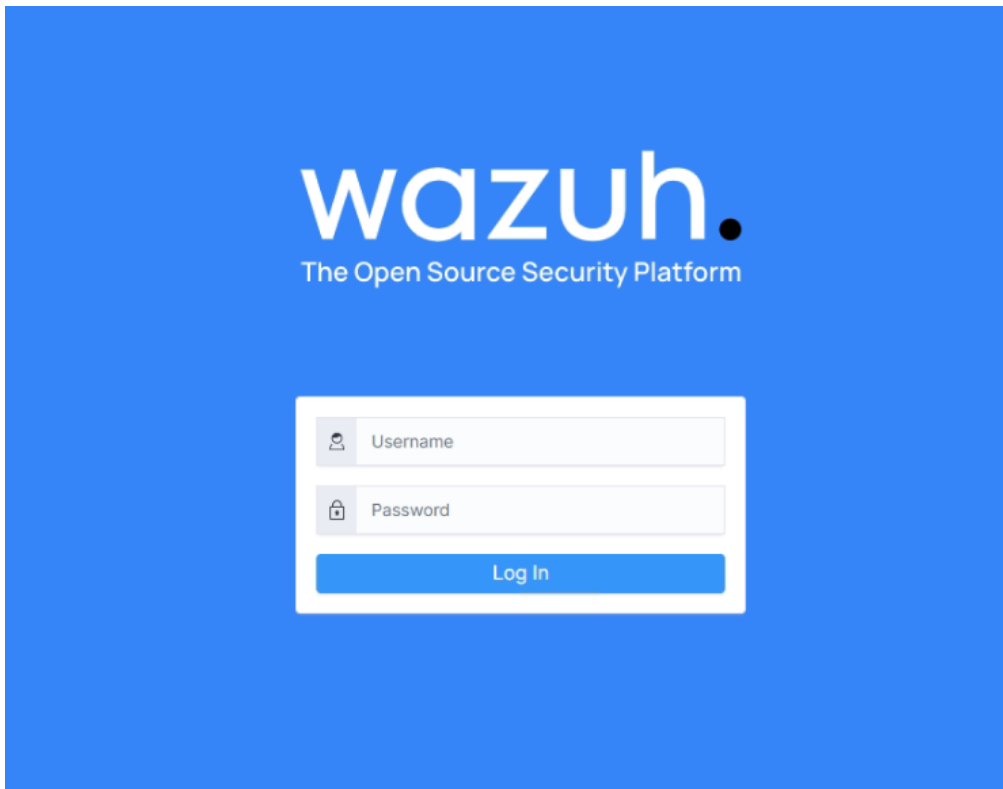 wazuh.
The Open Source Security Platform
Username
Password
Log In